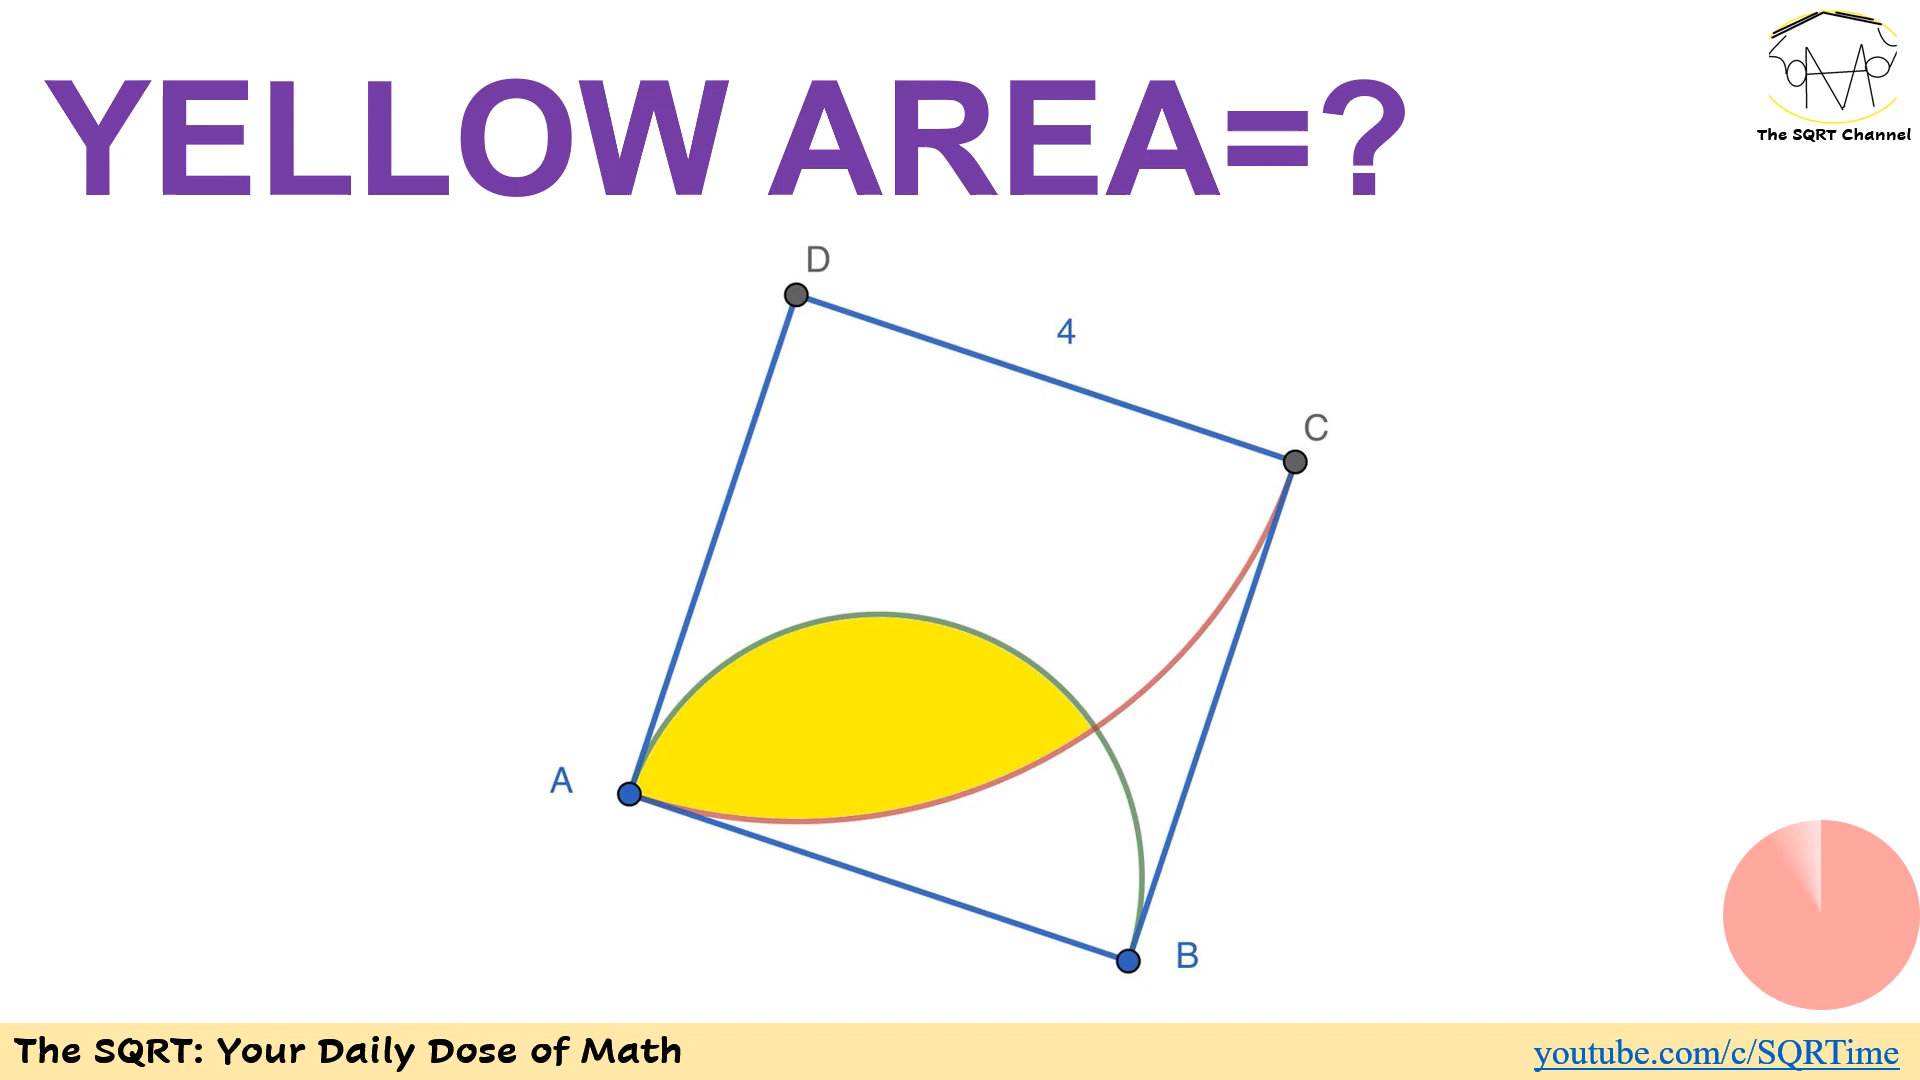 YELLOW AREA=?
The SQRT Channel
D
4
C
A
B
The SQRT: Your Daily Dose of Math
youtube.com/c/SQRTime